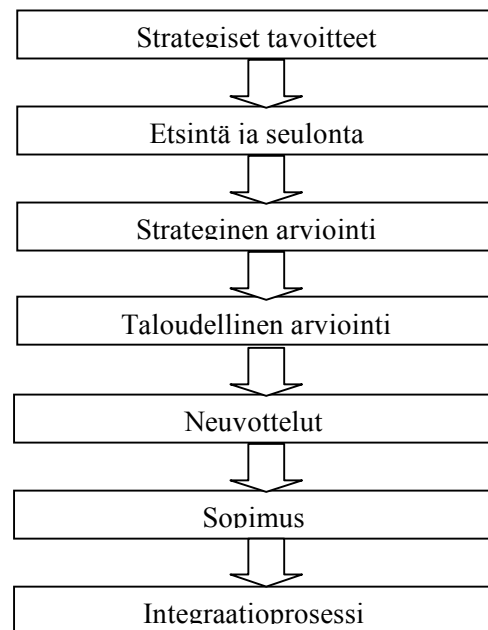 Strategiset tavoitteet
Etsintä ja seulonta
Strateginen arviointi
Taloudellinen arviointi
Neuvottelut
Sopimus
Integraatioprosessi